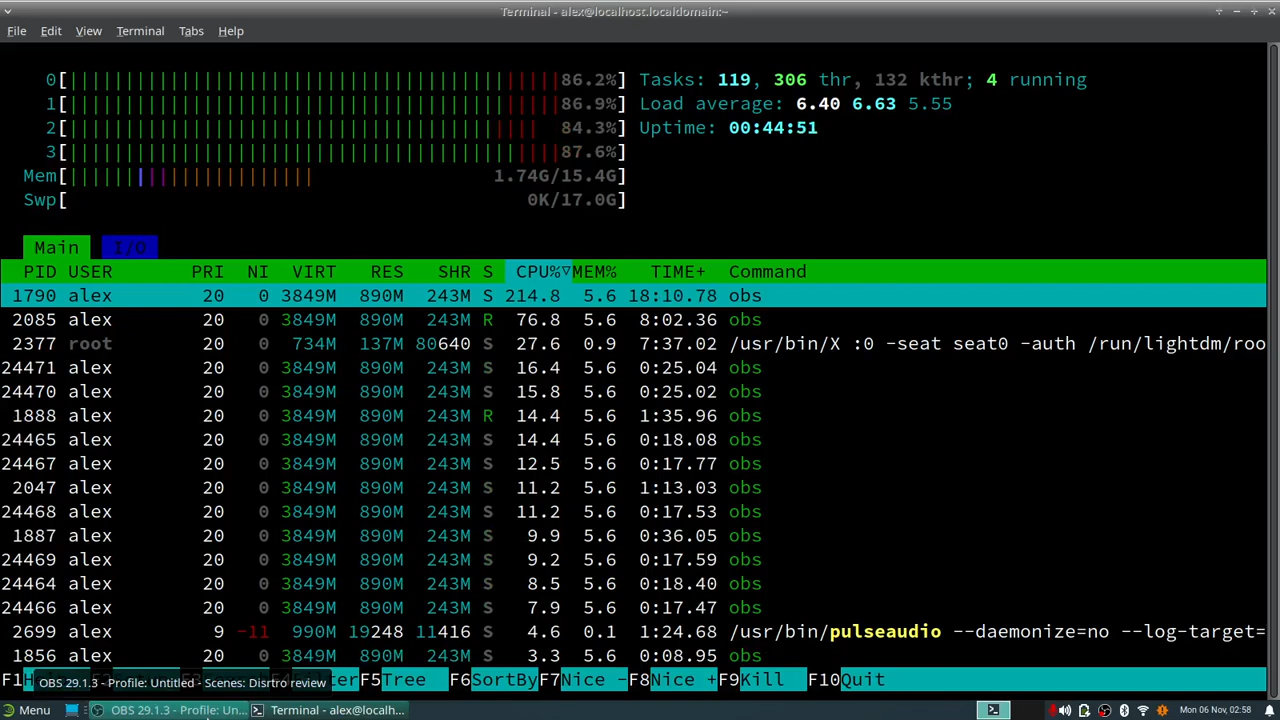 Terminal - alex@localhost.localdomain:~
File Edit View Terminal Tabs Help
0[ 86.2%] Tasks: 119, 306 thr, 132 kthr; 4 running
1[ 86.9%] Load average: 6.40 6.63 5.55
2[ 84.3%] Uptime: 00:44:51
3[ 87.6%]
Mem[ 1.74G/15.4G]
Swp[ 0K/17.0G]
Main I/O
PID USER PRI NI VIRT RES SHR S CPU%▽MEM% TIME+ Command
1790 alex 20 0 3849M 890M 243M S 214.8 5.6 18:10.78 obs
2085 alex 20 0 3849M 890M 243M R 76.8 5.6 8:02.36 obs
2377 root 20 0 734M 137M 80640 S 27.6 0.9 7:37.02 /usr/bin/X :0 -seat seat0 -auth /run/lightdm/roo
24471 alex 20 0 3849M 890M 243M S 16.4 5.6 0:25.04 obs
24470 alex 20 0 3849M 890M 243M S 15.8 5.6 0:25.02 obs
1888 alex 20 0 3849M 890M 243M R 14.4 5.6 1:35.96 obs
24465 alex 20 0 3849M 890M 243M S 14.4 5.6 0:18.08 obs
24467 alex 20 0 3849M 890M 243M S 12.5 5.6 0:17.77 obs
2047 alex 20 0 3849M 890M 243M S 11.2 5.6 1:13.03 obs
24468 alex 20 0 3849M 890M 243M S 11.2 5.6 0:17.53 obs
1887 alex 20 0 3849M 890M 243M S 9.9 5.6 0:36.05 obs
24469 alex 20 0 3849M 890M 243M S 9.2 5.6 0:17.59 obs
24464 alex 20 0 3849M 890M 243M S 8.5 5.6 0:18.40 obs
24466 alex 20 0 3849M 890M 243M S 7.9 5.6 0:17.47 obs
2699 alex 9 -11 990M 19248 11416 S 4.6 0.1 1:24.68 /usr/bin/pulseaudio --daemonize=no --log-target=
1856 alex 20 0 3849M 890M 243M S 3.3 5.6 0:08.95 obs
F1 F5Tree F6SortByF7Nice -F8Nice +F9Kill F10Quit
OBS 29.1.3 - Profile: Untitled - Scenes: Disrtro review
Menu OBS 29.1.3 - Profile: Un... Terminal - alex@localh... Mon 06 Nov, 02:58